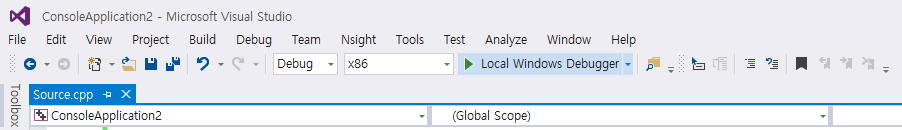 ConsoleApplication2 - Microsoft Visual Studio
File Edit View Project Build Debug Team Nsight Tools Test Analyze Window Help
Debug x86 Local Windows Debugger
Toolbox
Source.cpp
ConsoleApplication2 (Global Scope)